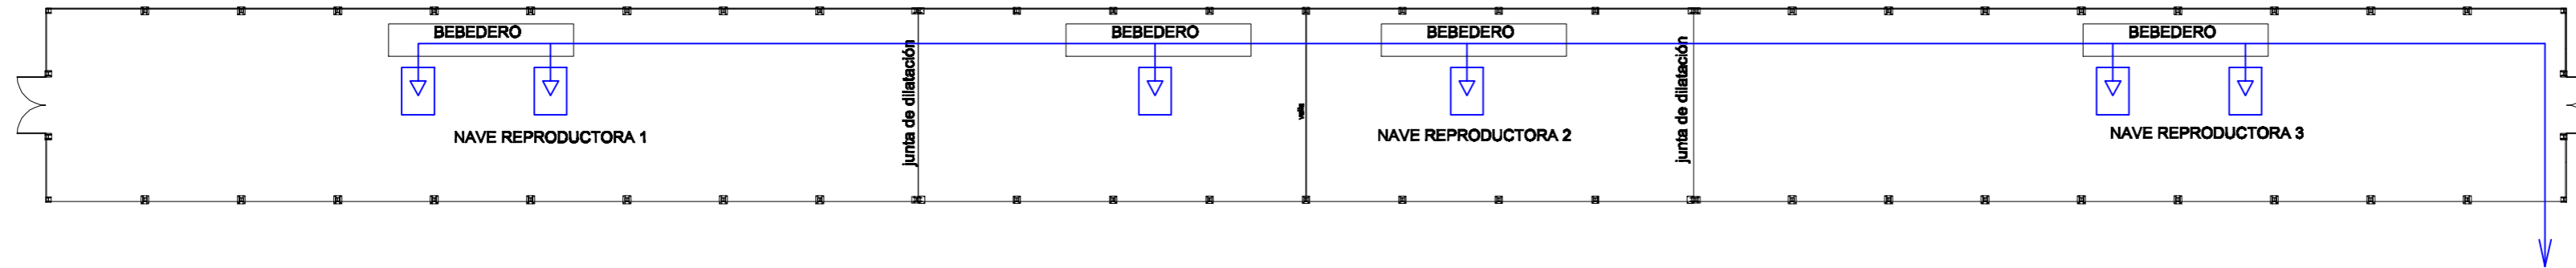 BEBEDERO
BEBEDERO
BEBEDERO
BEBEDERO
junta de dilatación
junta de dilatación
valla
NAVE REPRODUCTORA 1
NAVE REPRODUCTORA 2
NAVE REPRODUCTORA 3